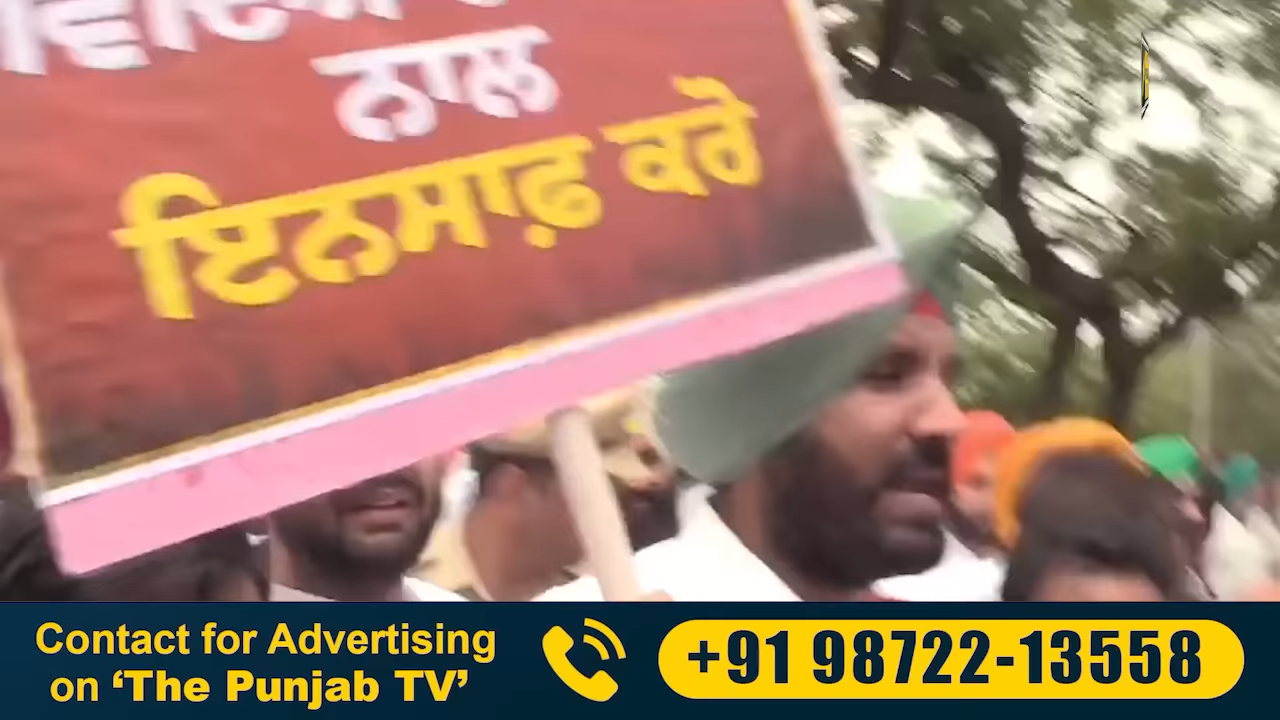 ਨਾਲ
ਇਨਸਾਫ਼ ਕਰੋ
Contact for Advertising
on ‘The Punjab TV’
+91 98722-13558